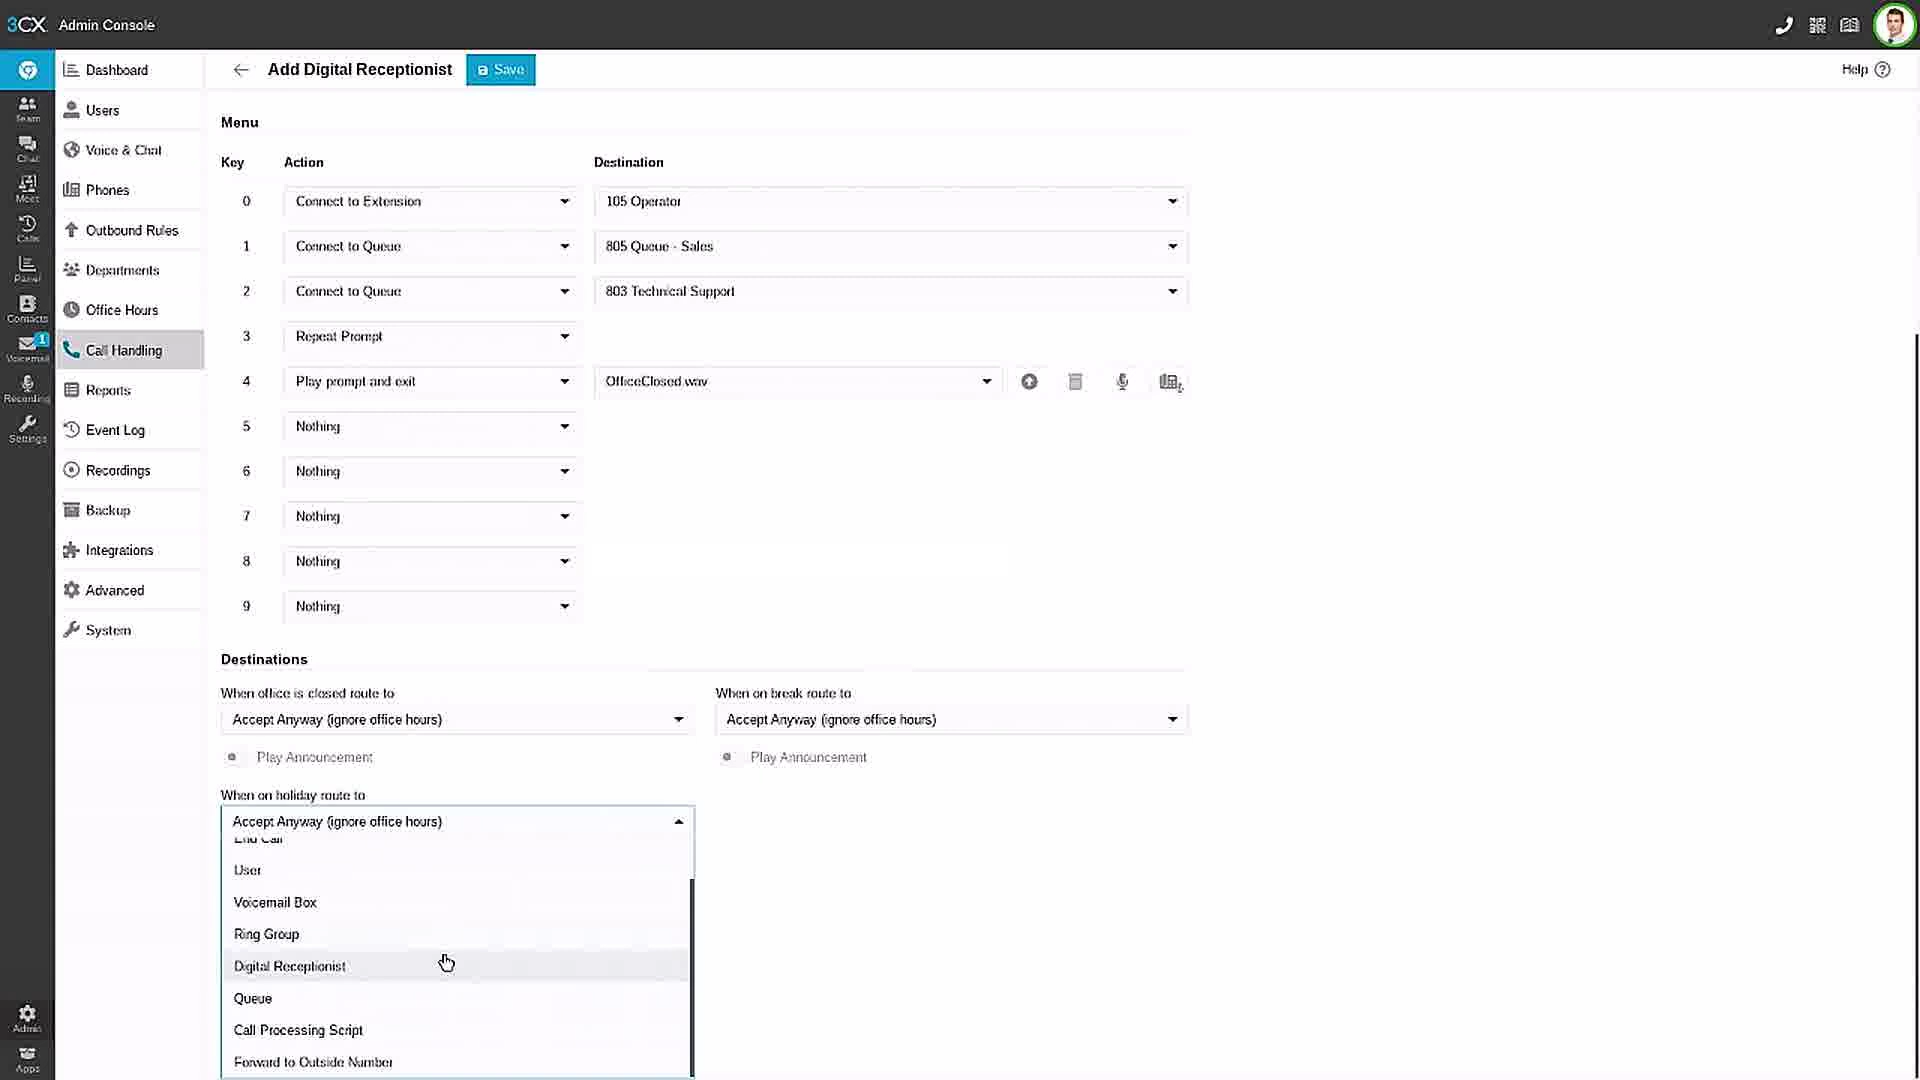 3CX Admin Console
Dashboard
Add Digital Receptionist
Save
Help
Team
Chat
Meet
Calls
Panel
Contacts
1
Voicemail
Recording
Settings
Admin
Apps
Users
Voice & Chat
Phones
Outbound Rules
Departments
Office Hours
Call Handling
Reports
Event Log
Recordings
Backup
Integrations
Advanced
System
Menu
Key Action Destination
0 Connect to Extension 105 Operator
1 Connect to Queue 805 Queue - Sales
2 Connect to Queue 803 Technical Support
3 Repeat Prompt
4 Play prompt and exit OfficeClosed.wav
5 Nothing
6 Nothing
7 Nothing
8 Nothing
9 Nothing
Destinations
When office is closed route to When on break route to
Accept Anyway (ignore office hours) Accept Anyway (ignore office hours)
Play Announcement Play Announcement
When on holiday route to
Accept Anyway (ignore office hours)
End Call
User
Voicemail Box
Ring Group
Digital Receptionist
Queue
Call Processing Script
Forward to Outside Number